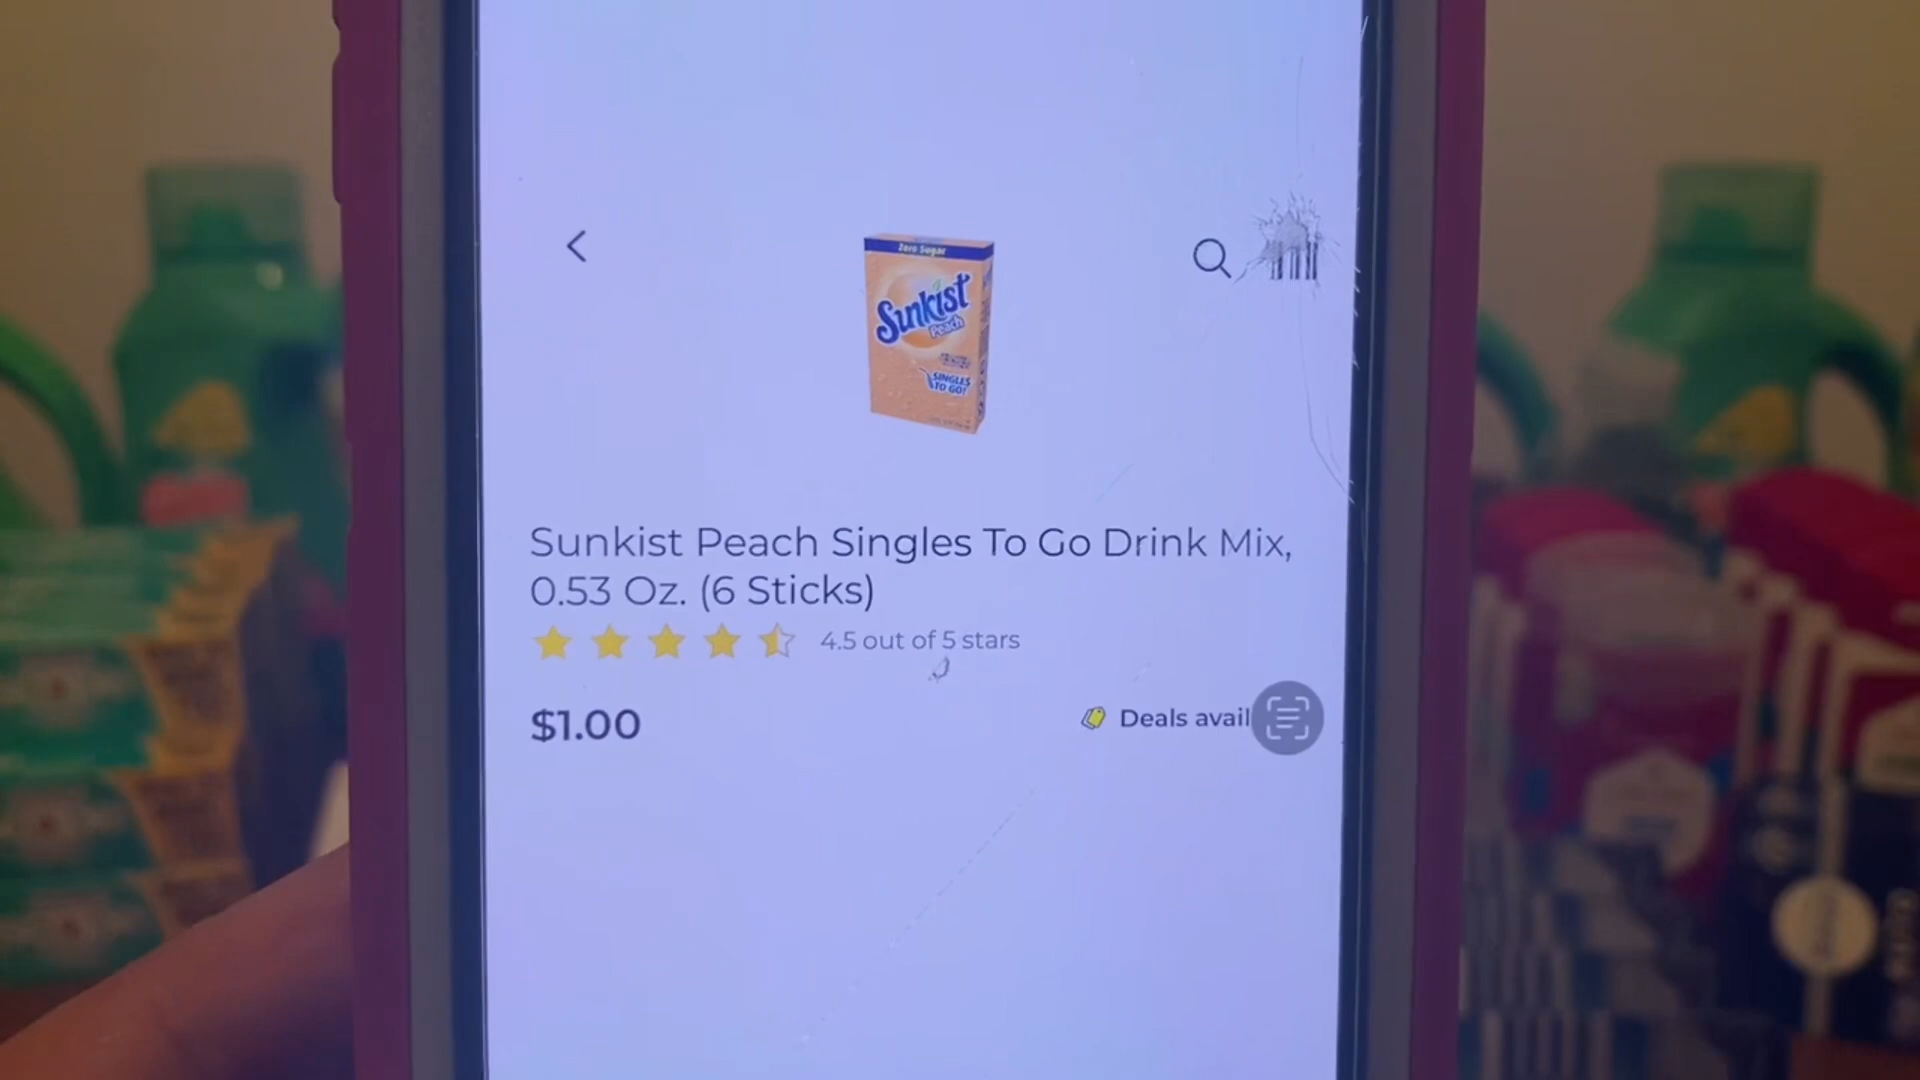 Zero Sugar
Sunkist
Peach
SINGLES
TO GO!
Sunkist Peach Singles To Go Drink Mix,
0.53 Oz. (6 Sticks)
4.5 out of 5 stars
$1.00
Deals avail